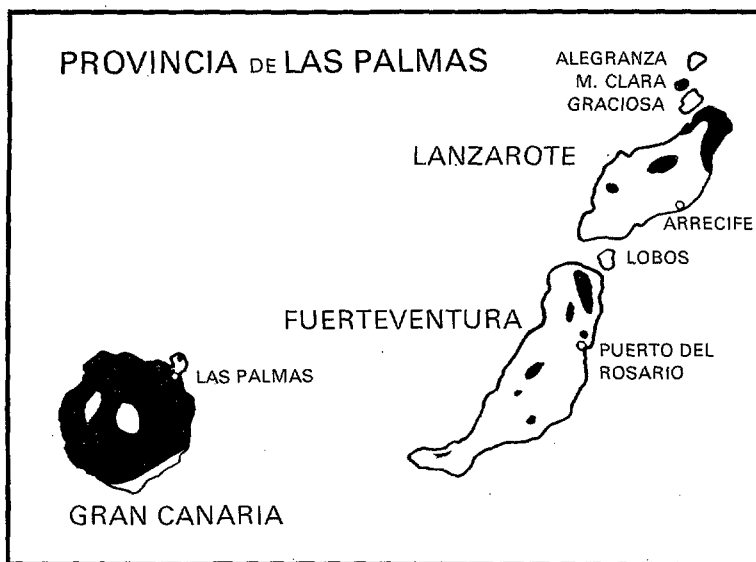 PROVINCIA DE LAS PALMAS
ALEGRANZA
M. CLARA
GRACIOSA
LANZAROTE
ARRECIFE
LOBOS
FUERTEVENTURA
PUERTO DEL
ROSARIO
LAS PALMAS
GRAN CANARIA